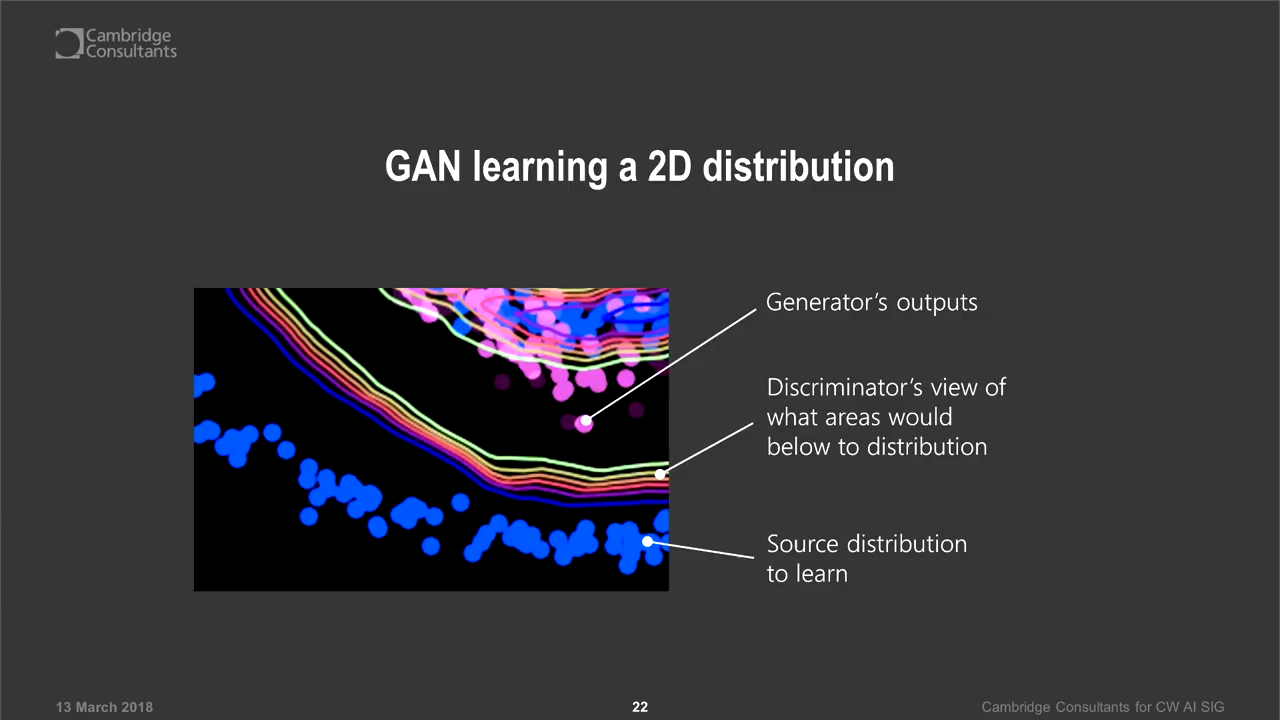 Cambridge
Consultants
GAN learning a 2D distribution
Generator's outputs
Discriminator's view of
what areas would
below to distribution
Source distribution
to learn
13 March 2018
22
Cambridge Consultants for CW AI SIG